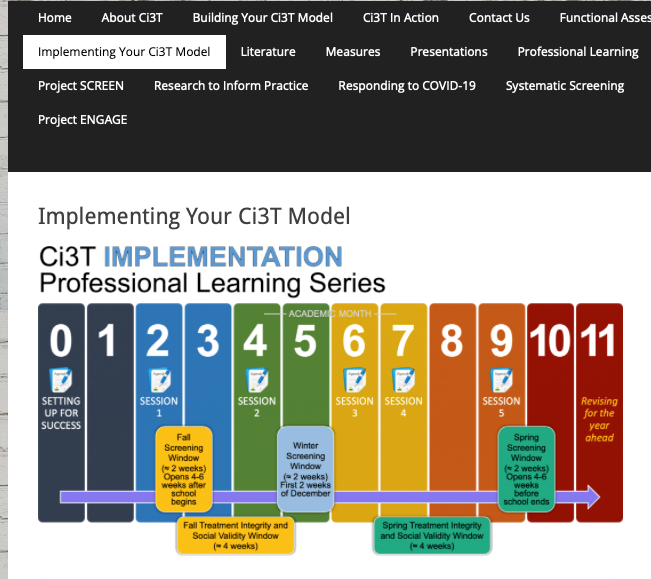 Home About Ci3T Building Your Ci3T Model Ci3T In Action Contact Us Functional Asses
Implementing Your Ci3T Model Literature Measures Presentations Professional Learning
Project SCREEN Research to Inform Practice Responding to COVID-19 Systematic Screening
Project ENGAGE
Implementing Your Ci3T Model
Ci3T IMPLEMENTATION
Professional Learning Series
ACADEMIC MONTH
0 1 2 3 4 5 6 7 8 9 10 11
SETTING
UP FOR
SUCCESS
SESSION
1
SESSION
2
SESSION
3
SESSION
4
SESSION
5
Revising
for the
year
ahead
Fall
Screening
Window
(≈ 2 weeks)
Opens 4-6
weeks after
school
begins
Winter
Screening
Window
(≈ 2 weeks)
First 2 weeks
of December
Spring
Screening
Window
(≈ 2 weeks)
Opens 4-6
weeks
before
school ends
Fall Treatment Integrity and
Social Validity Window
(≈ 4 weeks)
Spring Treatment Integrity
and Social Validity Window
(≈ 4 weeks)